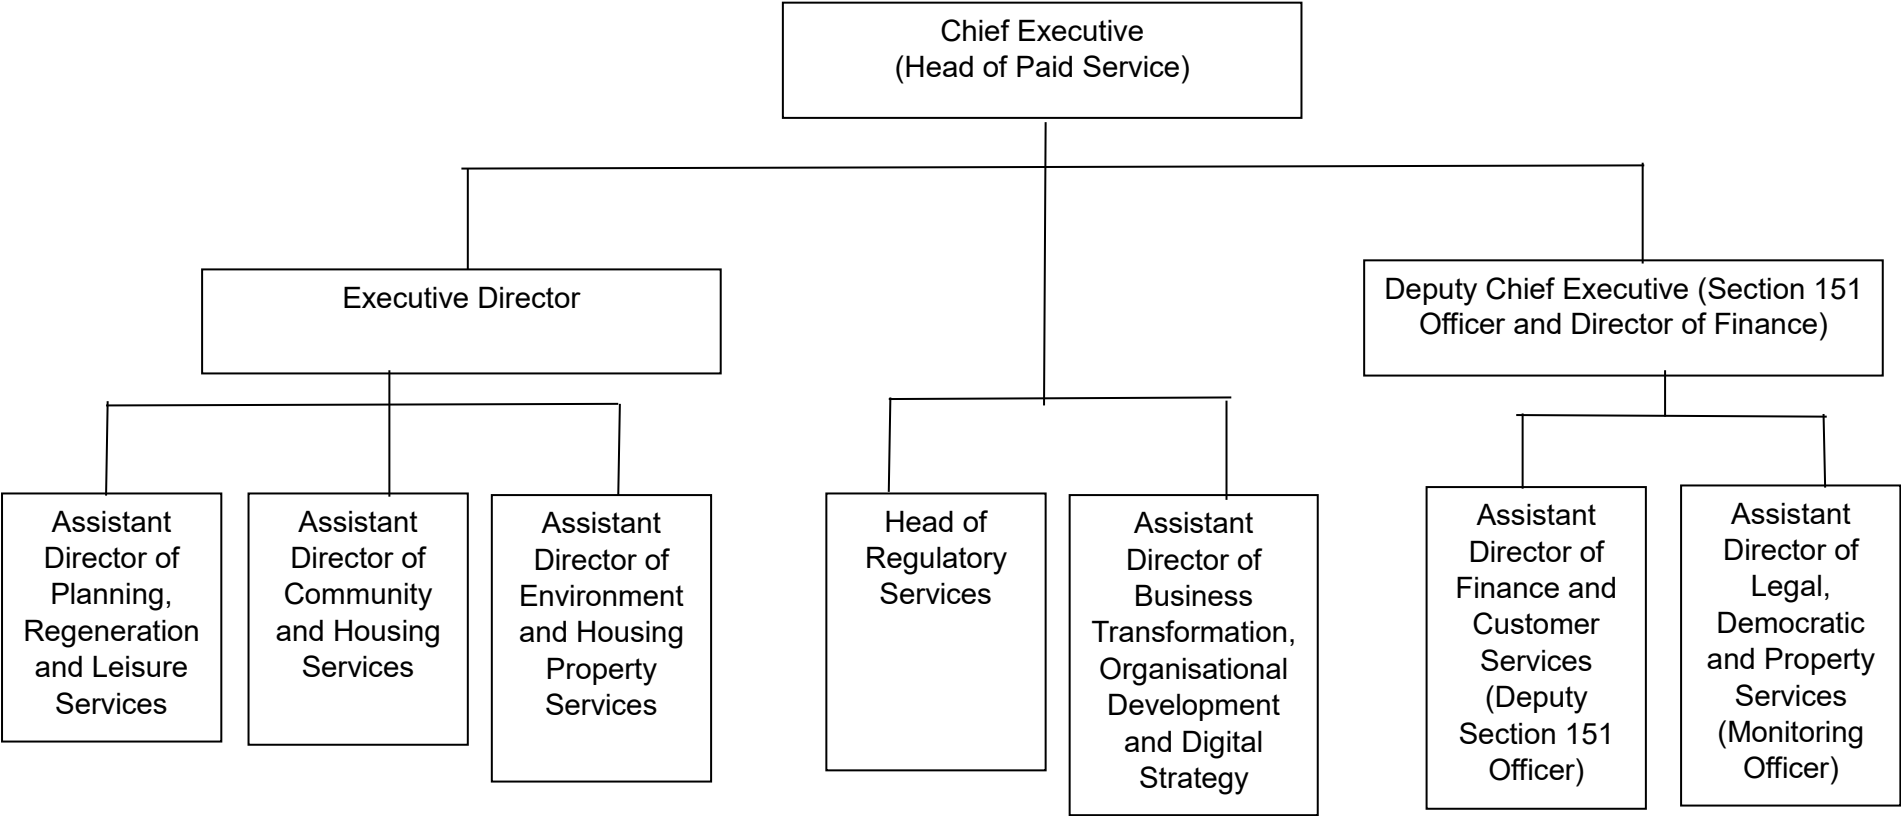 Chief Executive
(Head of Paid Service)
Executive Director
Deputy Chief Executive (Section 151
Officer and Director of Finance)
Assistant
Director of
Planning,
Regeneration
and Leisure
Services
Assistant
Director of
Community
and Housing
Services
Assistant
Director of
Environment
and Housing
Property
Services
Head of
Regulatory
Services
Assistant
Director of
Business
Transformation,
Organisational
Development
and Digital
Strategy
Assistant
Director of
Finance and
Customer
Services
(Deputy
Section 151
Officer)
Assistant
Director of
Legal,
Democratic
and Property
Services
(Monitoring
Officer)